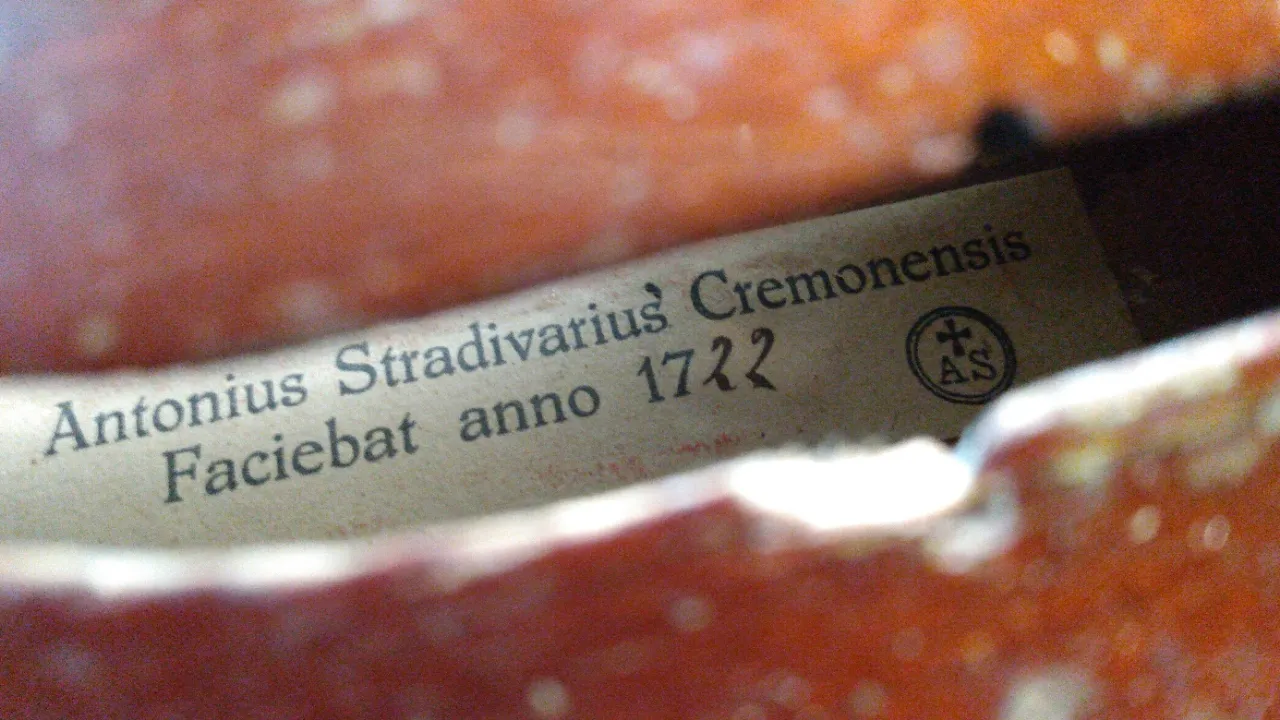 Antonius Stradivarius Cremonensis
Faciebat anno 1722
AS